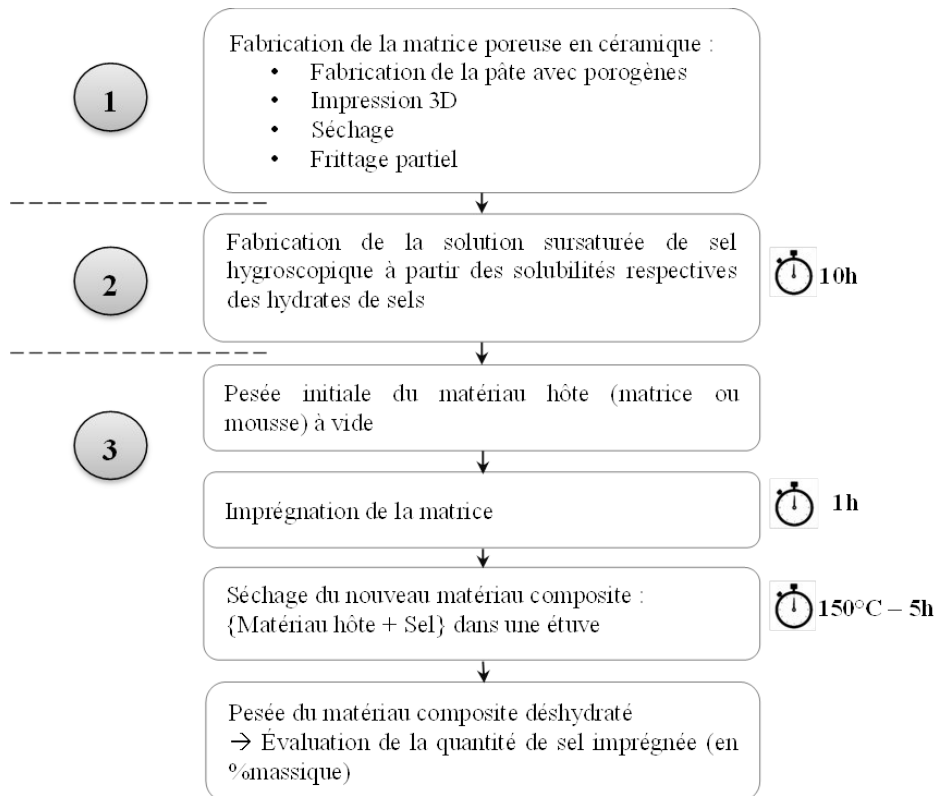 Fabrication de la matrice poreuse en céramique :
• Fabrication de la pâte avec porogènes
1
• Impression 3D
• Séchage
• Frittage partiel
Fabrication de la solution sursaturée de sel
hygroscopique à partir des solubilités respectives
des hydrates de sels
2
10h
Pesée initiale du matériau hôte (matrice ou
mousse) à vide
3
Imprégnation de la matrice
1h
Séchage du nouveau matériau composite :
{Matériau hôte + Sel} dans une étuve
150°C – 5h
Pesée du matériau composite déshydraté
→ Évaluation de la quantité de sel imprégnée (en
%massique)